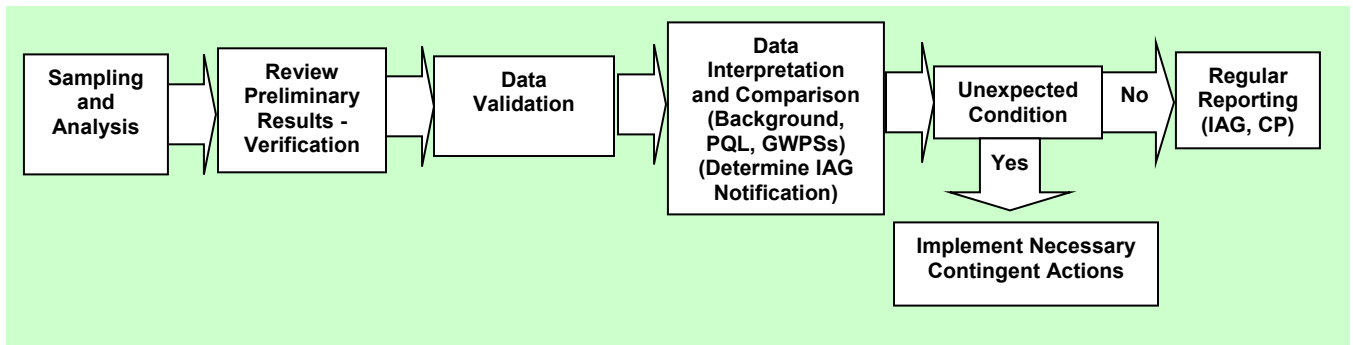 Sampling
and
Analysis
Review
Preliminary
Results -
Verification
Data
Validation
Data
Interpretation
and Comparison
(Background,
PQL, GWPSs)
(Determine IAG
Notification)
Unexpected
Condition
No
Regular
Reporting
(IAG, CP)
Yes
Implement Necessary
Contingent Actions